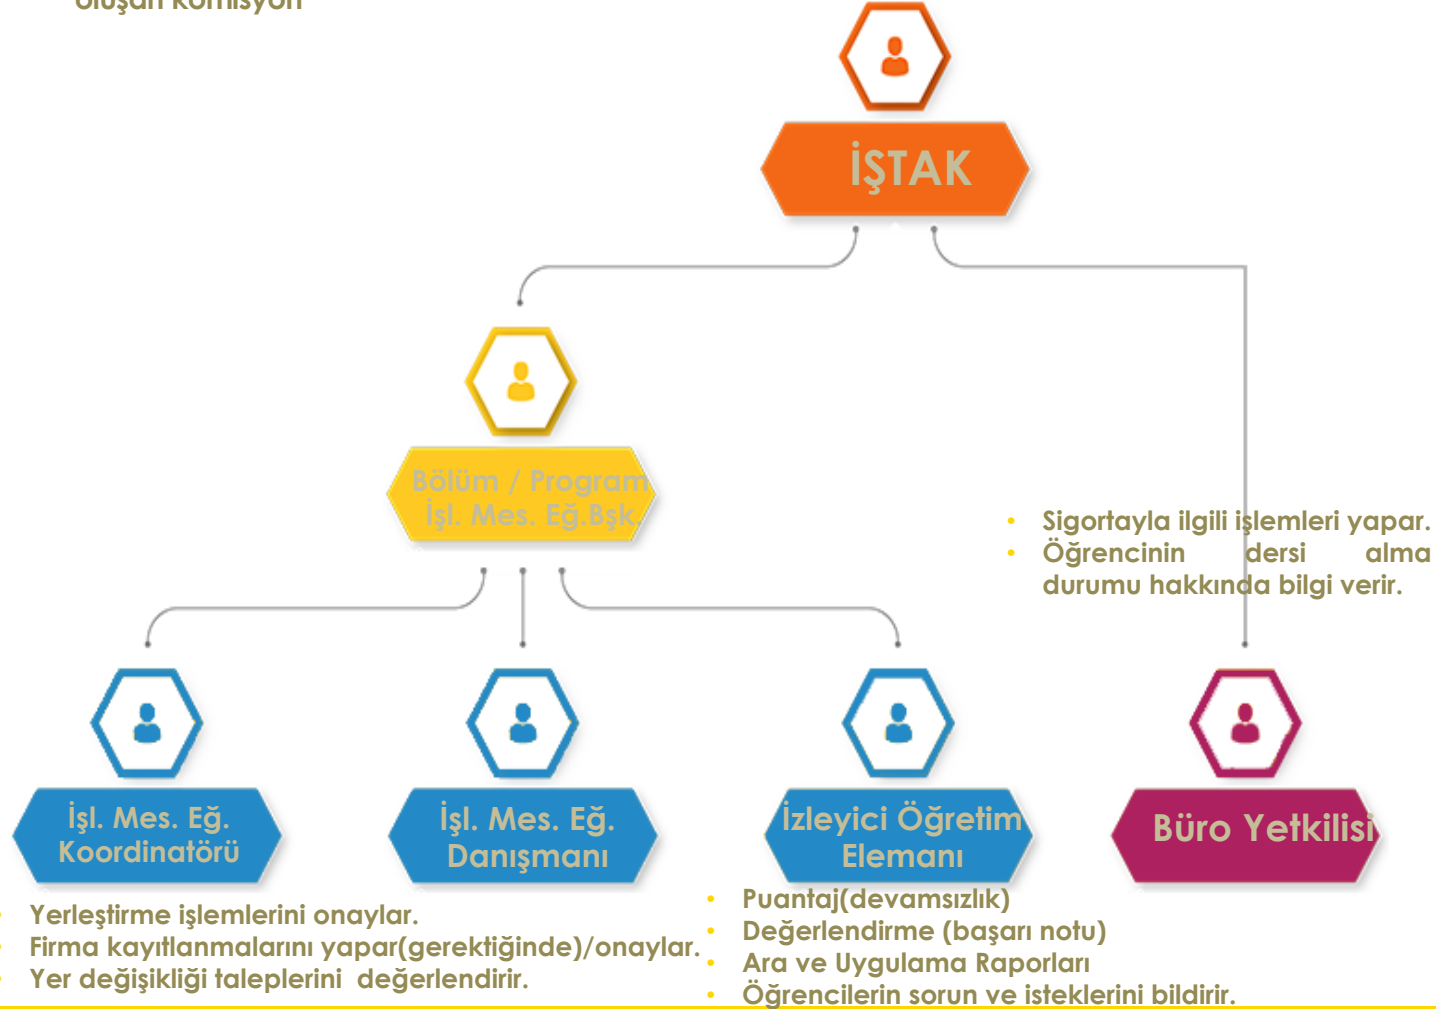 oluşan komisyon
İŞTAK
Bölüm / Program
İşl. Mes. Eğ.Bşk.
• Sigortayla ilgili işlemleri yapar.
• Öğrencinin dersi alma
durumu hakkında bilgi verir.
İşl. Mes. Eğ.
Koordinatörü
İşl. Mes. Eğ.
Danışmanı
İzleyici Öğretim
Elemanı
Büro Yetkilisi
• Yerleştirme işlemlerini onaylar.
• Firma kayıtlanmalarını yapar(gerektiğinde)/onaylar.
• Yer değişikliği taleplerini değerlendirir.
• Puantaj(devamsızlık)
• Değerlendirme (başarı notu)
• Ara ve Uygulama Raporları
• Öğrencilerin sorun ve isteklerini bildirir.